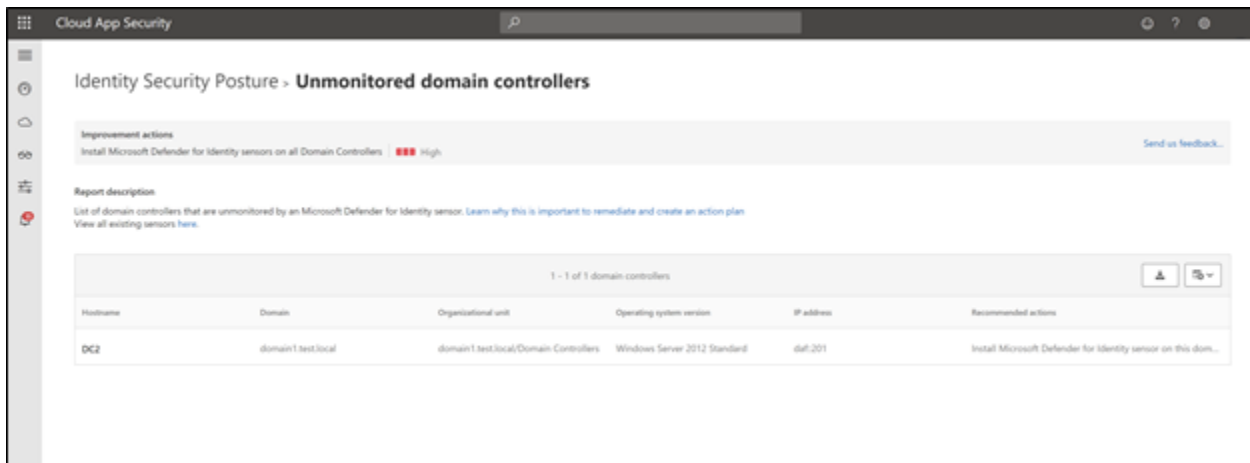 Cloud App Security
?
Identity Security Posture > Unmonitored domain controllers
Improvement actions
Install Microsoft Defender for Identity sensors on all Domain Controllers High
Send us feedback...
Report description
List of domain controllers that are unmonitored by an Microsoft Defender for Identity sensor. Learn why this is important to remediate and create an action plan
View all existing sensors here.
1 - 1 of 1 domain controllers
Hostname Domain Organizational unit Operating system version IP address Recommended actions
DC2 domain1.test.local domain1.test.local/Domain Controllers Windows Server 2012 Standard Install Microsoft Defender for Identity sensor on this dom...